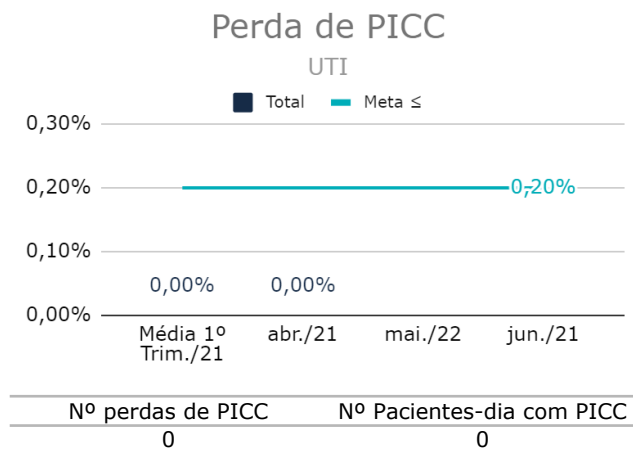 Perda de PICC
UTI
Total Meta ≤
0,30%
0,20% 0,20%
0,10%
0,00% 0,00%
0,00%
Média 1º abr./21 mai./22 jun./21
Trim./21
Nº perdas de PICC Nº Pacientes-dia com PICC
0 0